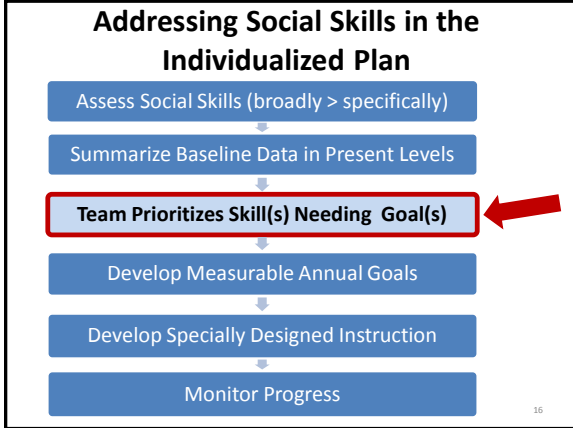 Addressing Social Skills in the
Individualized Plan
Assess Social Skills (broadly > specifically)
Summarize Baseline Data in Present Levels
Team Prioritizes Skill(s) Needing Goal(s)
Develop Measurable Annual Goals
Develop Specially Designed Instruction
Monitor Progress
16